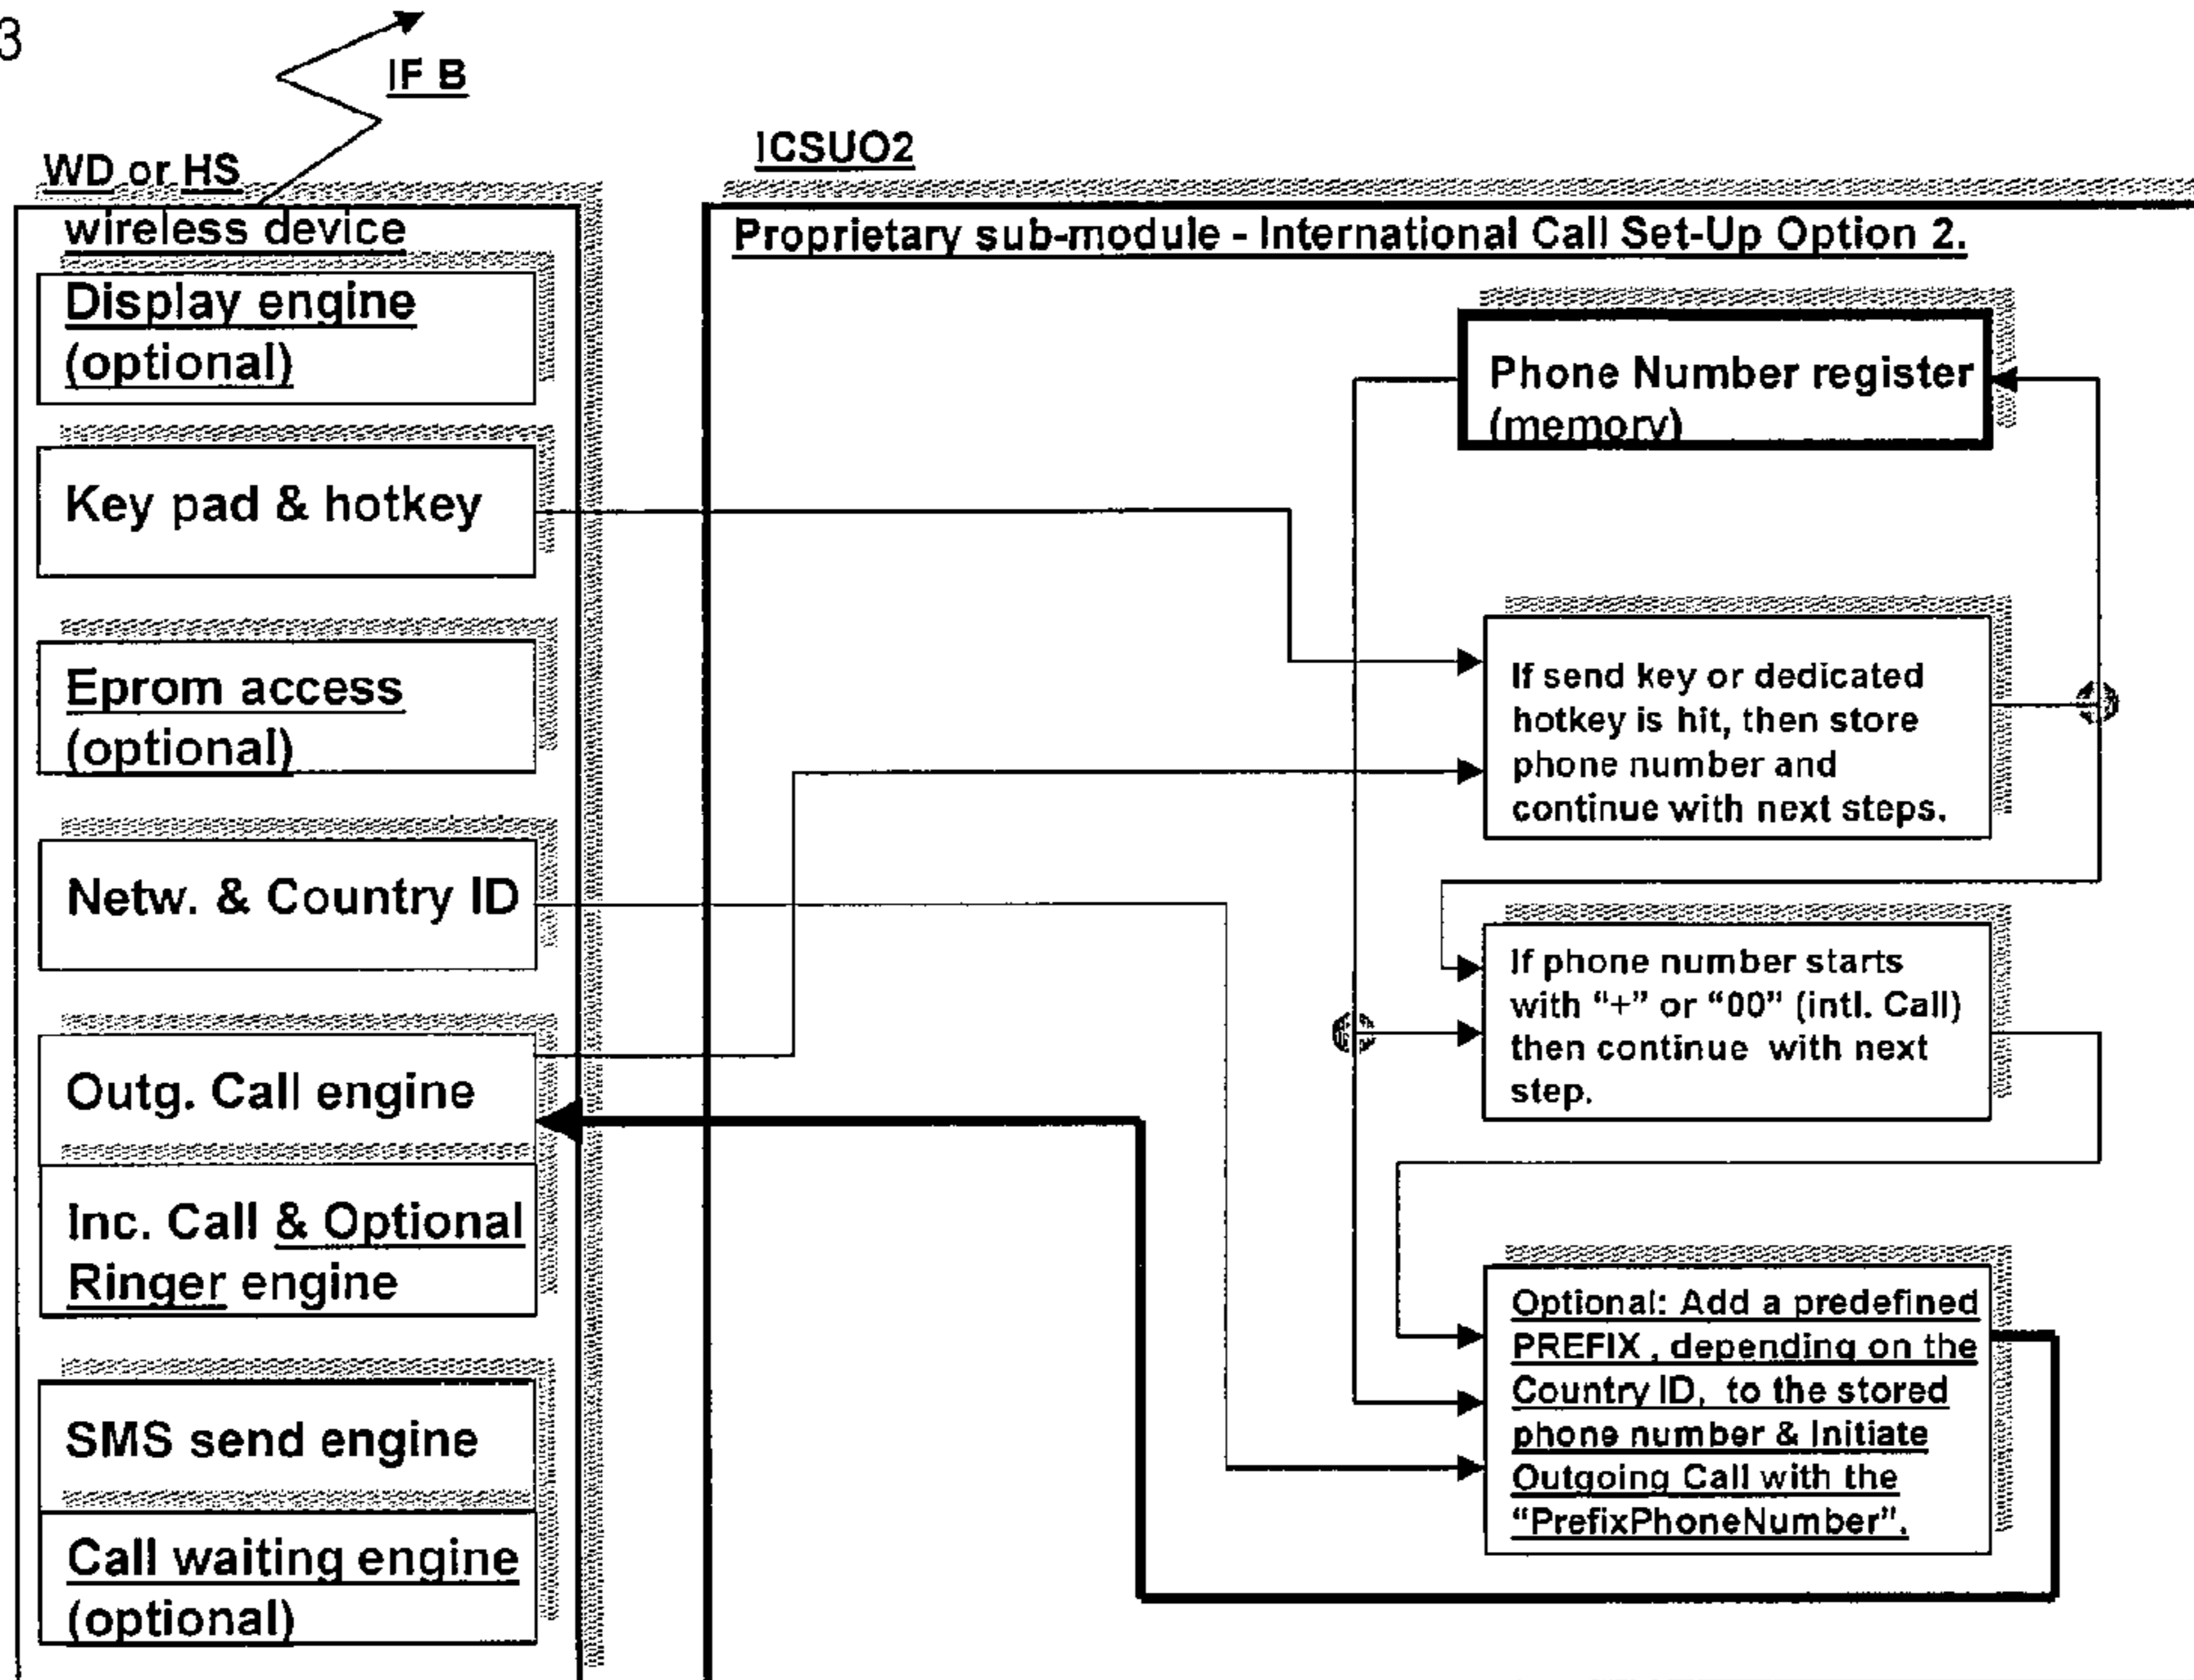 3
IF B
WD or HS
wireless device
Display engine
(optional)
Key pad & hotkey
Eprom access
(optional)
Netw. & Country ID
Outg. Call engine
Inc. Call & Optional
Ringer engine
SMS send engine
Call waiting engine
(optional)
ICSUO2
Proprietary sub-module - International Call Set-Up Option 2.
Phone Number register
(memory)
If send key or dedicated
hotkey is hit, then store
phone number and
continue with next steps.
If phone number starts
with “+” or “00” (intl. Call)
then continue with next
step.
Optional: Add a predefined
PREFIX , depending on the
Country ID, to the stored
phone number & Initiate
Outgoing Call with the
“PrefixPhoneNumber”.